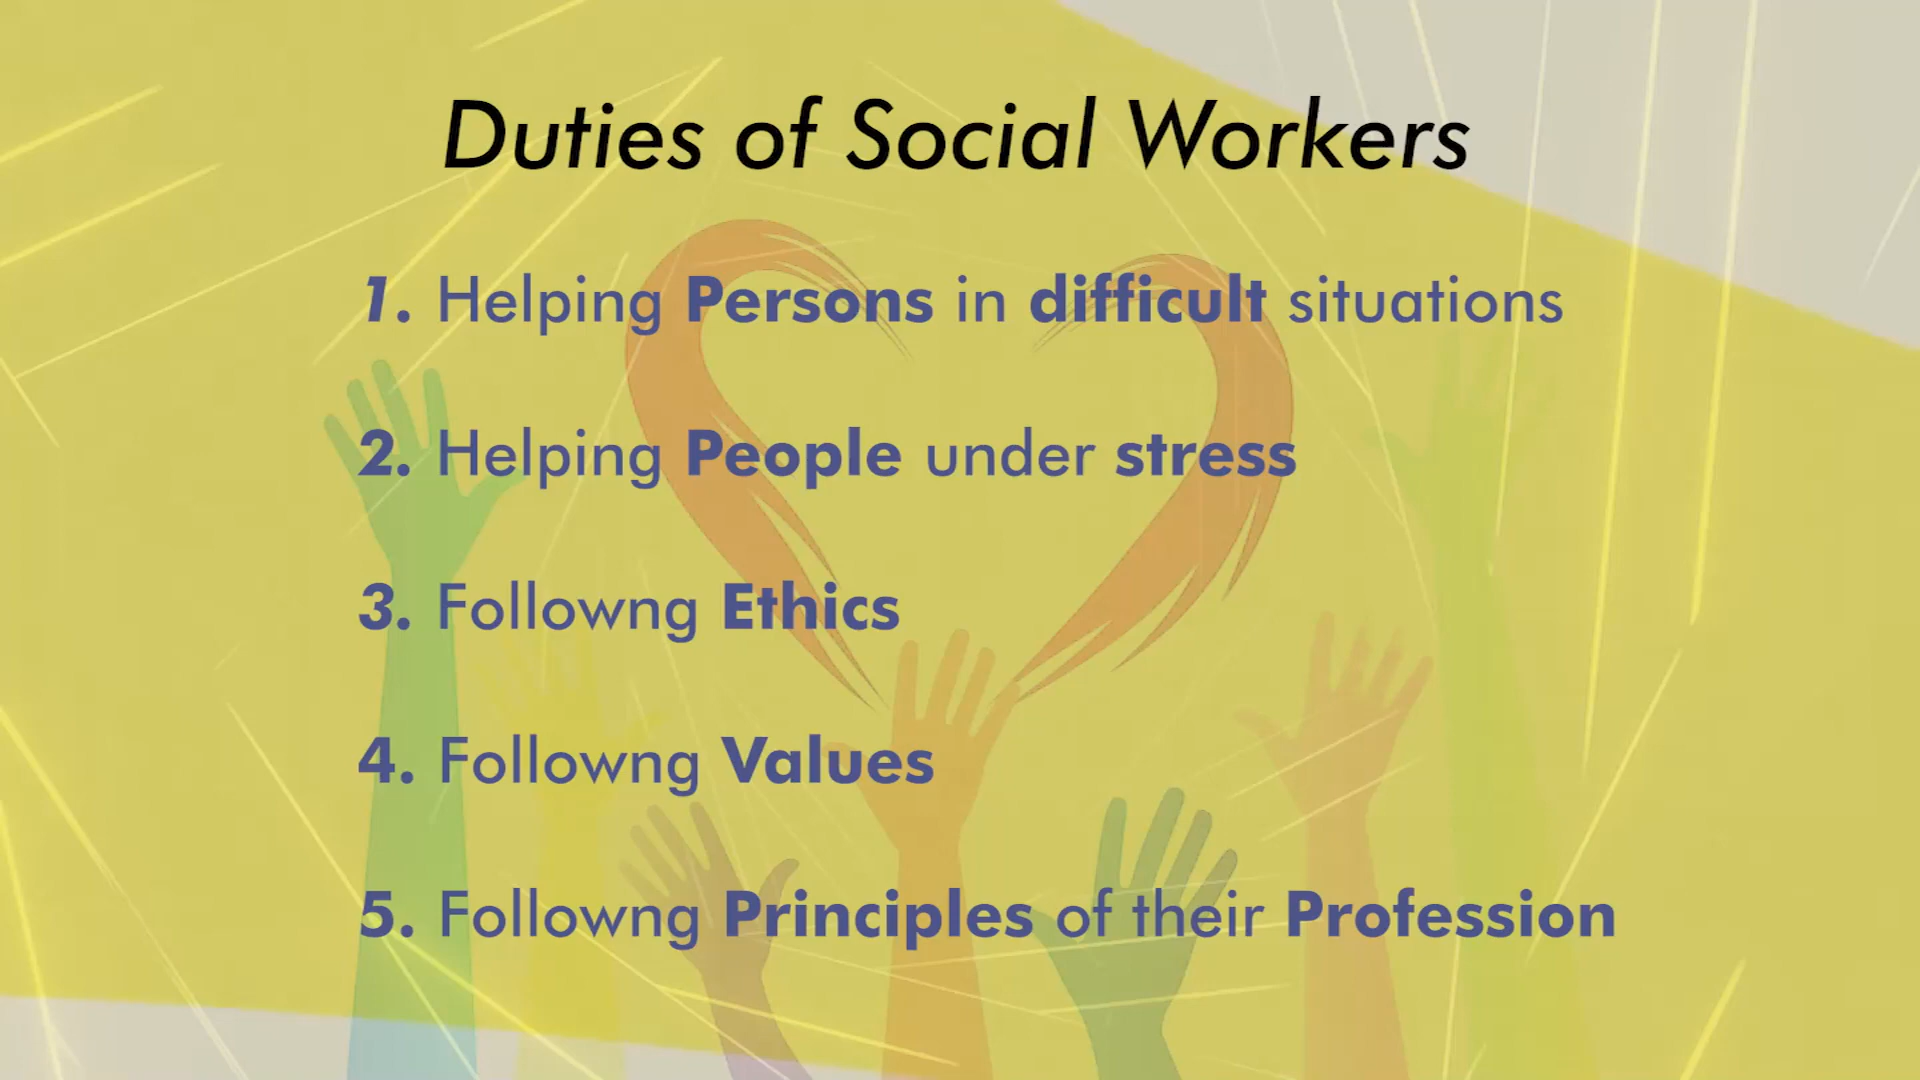 Duties of Social Workers
1. Helping Persons in difficult situations
2. Helping People under stress
3. Followng Ethics
4. Followng Values
5. Followng Principles of their Profession